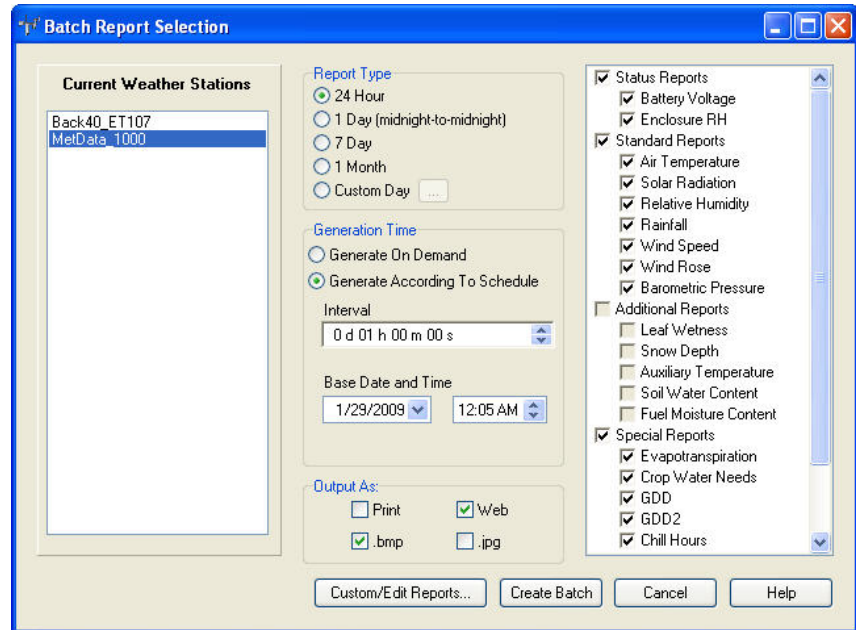 Batch Report Selection
Current Weather Stations
Back40_ET107
MetData_1000
Report Type
24 Hour
1 Day (midnight-to-midnight)
7 Day
1 Month
Custom Day ...
Generation Time
Generate On Demand
Generate According To Schedule
Interval
0 d 01 h 00 m 00 s
Base Date and Time
1/29/2009 12:05 AM
Output As:
Print Web
.bmp .jpg
Status Reports
Battery Voltage
Enclosure RH
Standard Reports
Air Temperature
Solar Radiation
Relative Humidity
Rainfall
Wind Speed
Wind Rose
Barometric Pressure
Additional Reports
Leaf Wetness
Snow Depth
Auxiliary Temperature
Soil Water Content
Fuel Moisture Content
Special Reports
Evapotranspiration
Crop Water Needs
GDD
GDD2
Chill Hours
Custom/Edit Reports... Create Batch Cancel Help